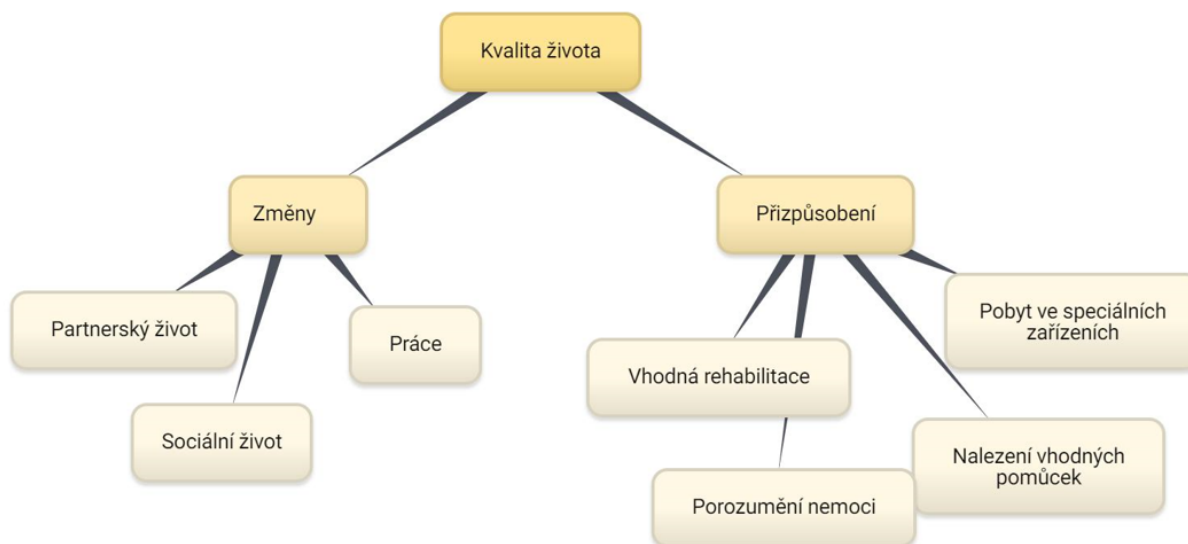 Kvalita života
Změny
Přizpůsobení
Partnerský život
Práce
Sociální život
Pobyt ve speciálních
zařízeních
Vhodná rehabilitace
Nalezení vhodných
pomůcek
Porozumění nemoci